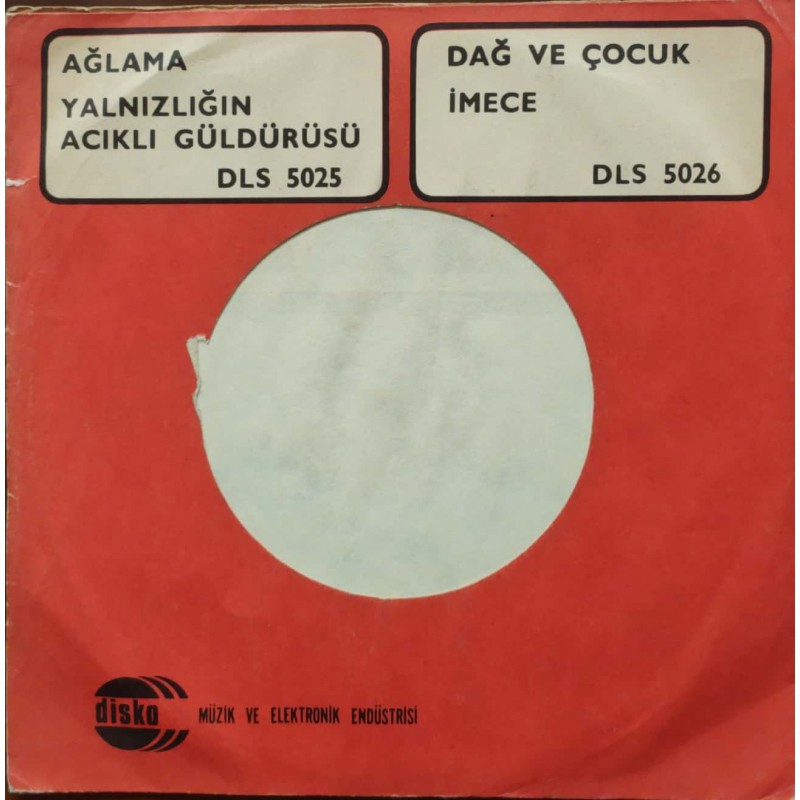 AĞLAMA
YALNIZLIĞIN
ACIKLI GÜLDÜRÜSÜ
DLS 5025
DAĞ VE ÇOCUK
İMECE
DLS 5026
disko
MÜZİK VE ELEKTRONİK ENDÜSTRİSİ